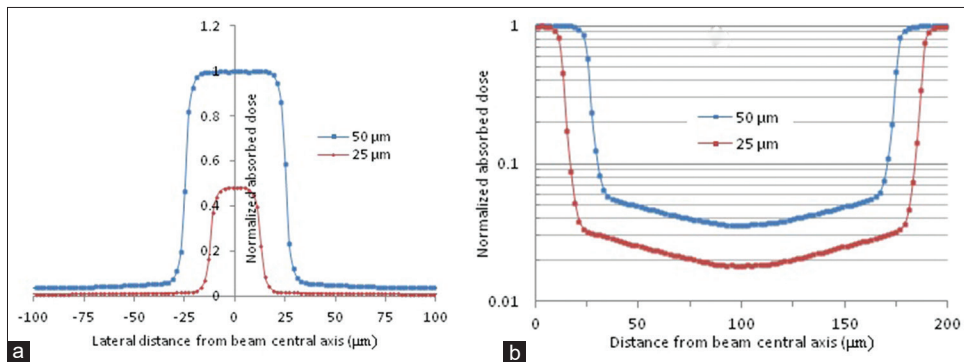 1.2
1
0.8
0.6
0.4
0.2
0
Normalized absorbed dose
50 µm
25 µm
-100 -75 -50 -25 0 25 50 75 100
Lateral distance from beam central axis (µm)
a
1
0.1
0.01
Normalized absorbed dose
50 µm
25 µm
0 50 100 150 200
Distance from beam central axis (µm)
b